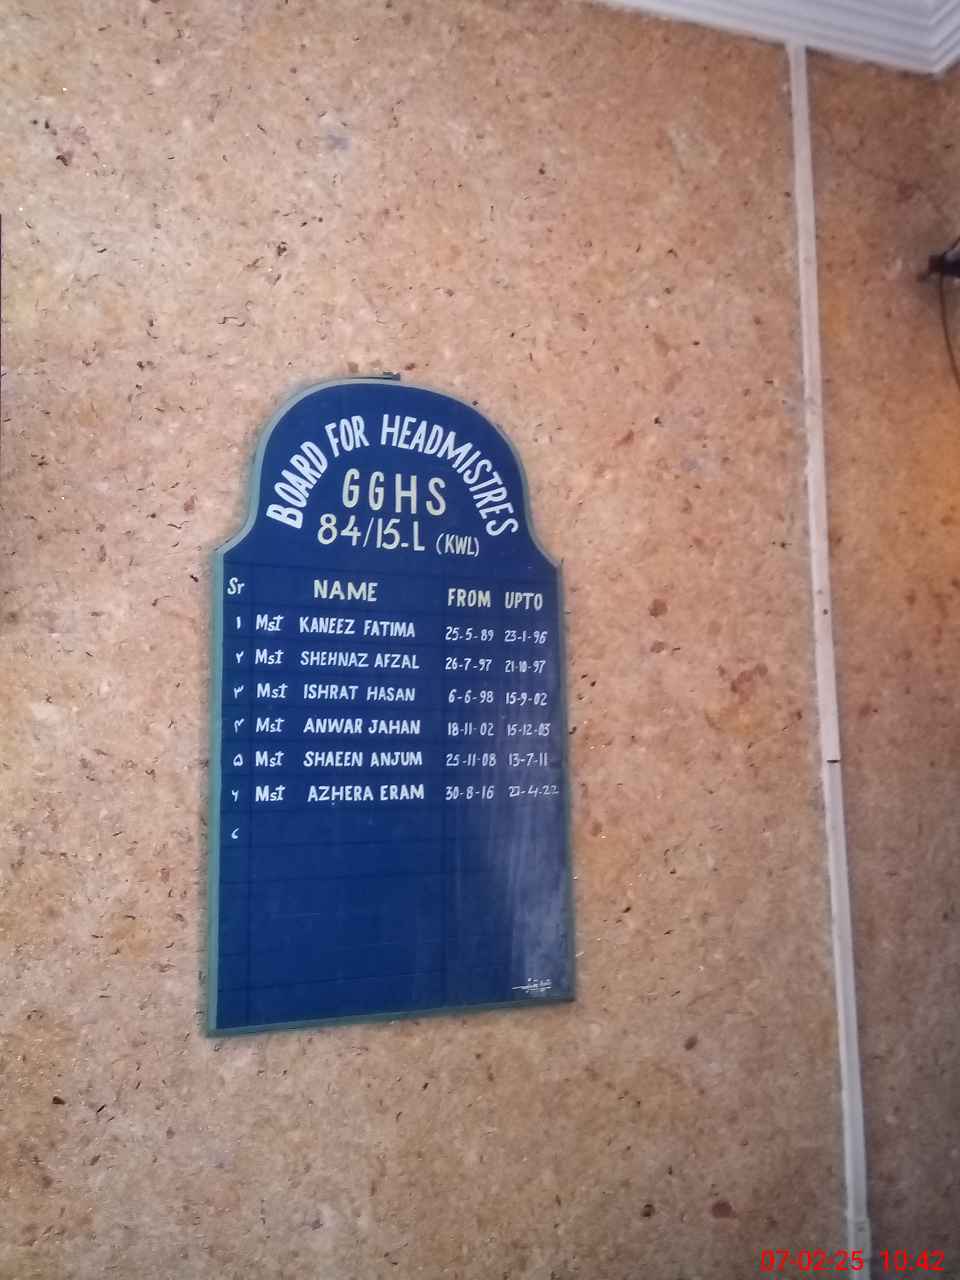 BOARD FOR HEADMISTRES
GGHS
84/15-L (KWL)
Sr NAME FROM UPTO
۱ Mst KANEEZ FATIMA 25-5-89 23-1-96
۲ Mst SHEHNAZ AFZAL 26-7-97 21-10-97
۳ Mst ISHRAT HASAN 6-6-98 15-9-02
۴ Mst ANWAR JAHAN 18-11-02 15-12-03
۵ Mst SHAEEN ANJUM 25-11-08 13-7-11
۶ Mst AZHERA ERAM 30-8-16 27-4-22
۷
07-02-25 10:42